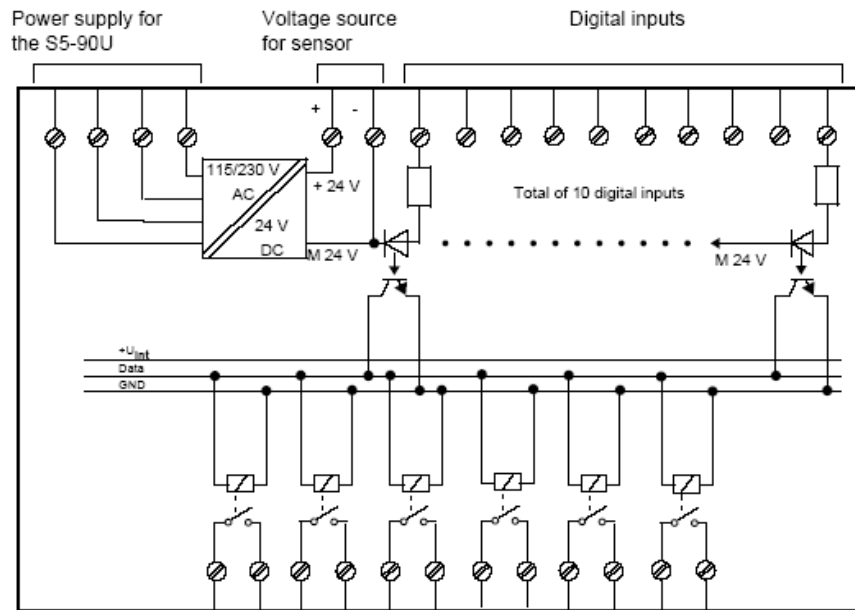 Power supply for
the S5-90U
Voltage source
for sensor
Digital inputs
+ -
115/230 V
AC
24 V
DC
+ 24 V
M 24 V
Total of 10 digital inputs
M 24 V
+Uint
Data
GND